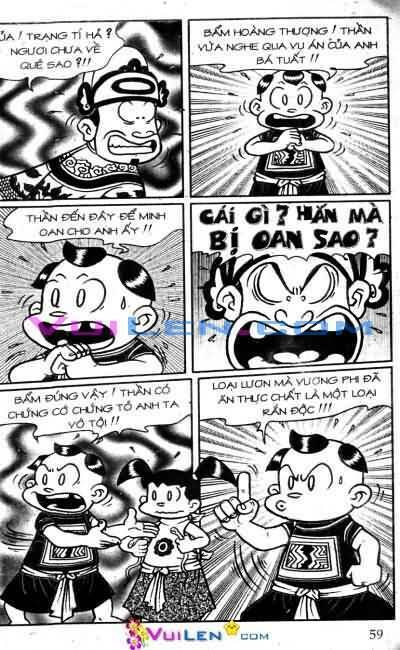 ỦA ! TRẠNG TÍ HẢ ?
NGƯƠI CHƯA VỀ
QUÊ SAO ?!!
BẨM HOÀNG THƯỢNG ! THẦN
VỪA NGHE QUA VỤ ÁN CỦA ANH
BÁ TUẤT !!
THẦN ĐẾN ĐÂY ĐỂ MINH
OAN CHO ANH ẤY !!
CÁI GÌ ? HẮN MÀ
BỊ OAN SAO ?
VUILEN.COM
BẨM ĐÚNG VẬY ! THẦN CÓ
CHỨNG CỚ CHỨNG TỎ ANH TA
VÔ TỘI !!
LOẠI LƯƠN MÀ VƯƠNG PHI ĐÃ
ĂN THỰC CHẤT LÀ MỘT LOẠI
RẮN ĐỘC !!!
59
VUILEN.COM